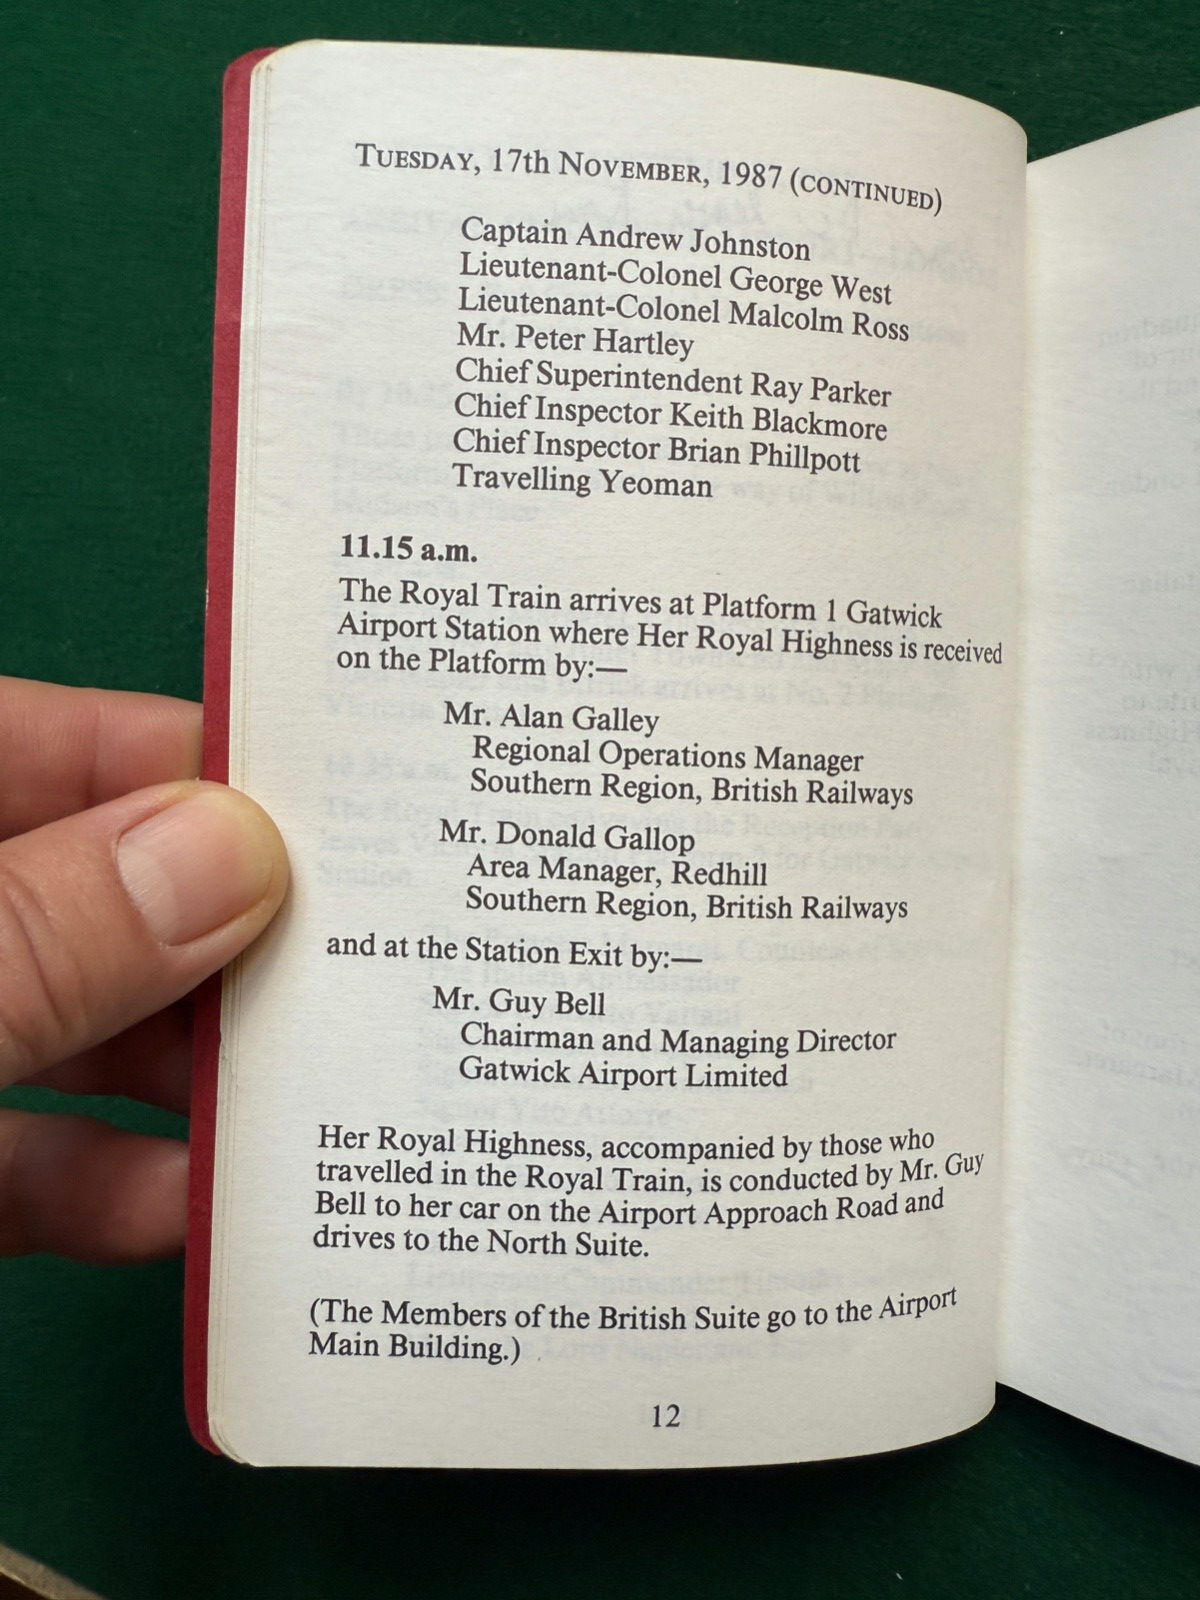 TUESDAY, 17th NOVEMBER, 1987 (CONTINUED)
Captain Andrew Johnston
Lieutenant-Colonel George West
Lieutenant-Colonel Malcolm Ross
Mr. Peter Hartley
Chief Superintendent Ray Parker
Chief Inspector Keith Blackmore
Chief Inspector Brian Phillpott
Travelling Yeoman
11.15 a.m.
The Royal Train arrives at Platform 1 Gatwick
Airport Station where Her Royal Highness is received
on the Platform by:—
Mr. Alan Galley
Regional Operations Manager
Southern Region, British Railways
Mr. Donald Gallop
Area Manager, Redhill
Southern Region, British Railways
and at the Station Exit by:—
Mr. Guy Bell
Chairman and Managing Director
Gatwick Airport Limited
Her Royal Highness, accompanied by those who
travelled in the Royal Train, is conducted by Mr. Guy
Bell to her car on the Airport Approach Road and
drives to the North Suite.
(The Members of the British Suite go to the Airport
Main Building.)
12